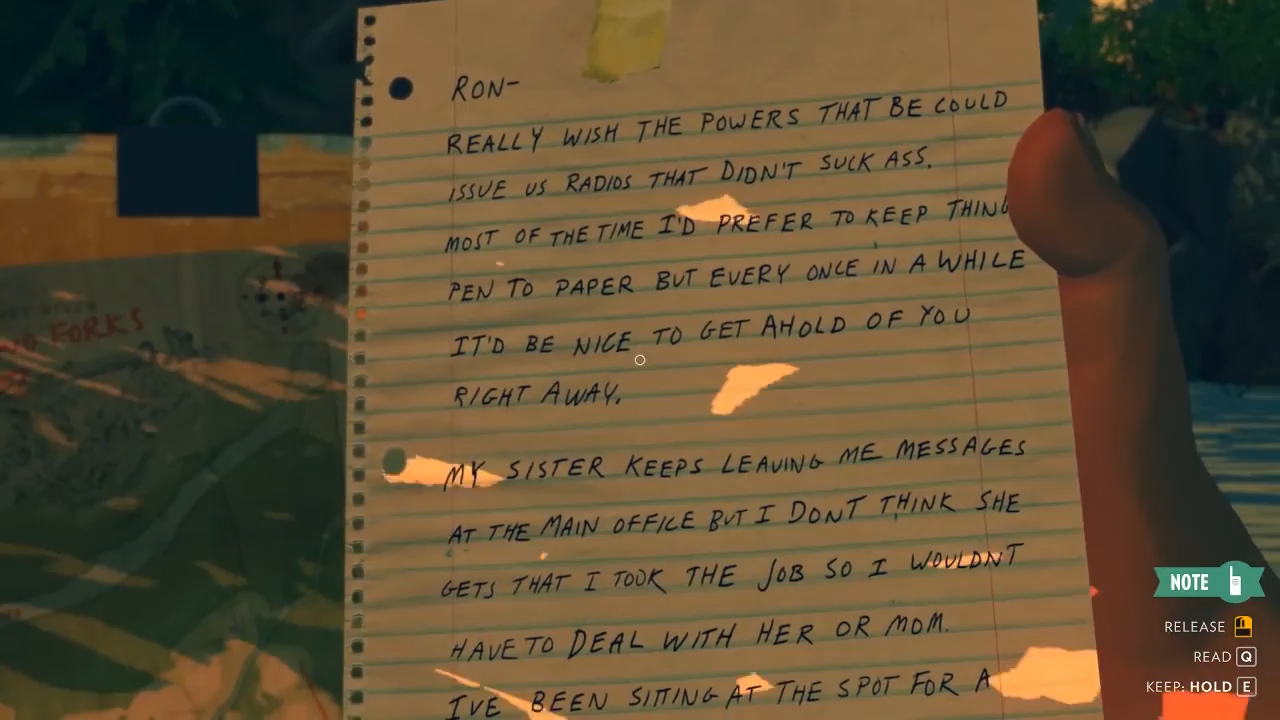 RON-
REALLY WISH THE POWERS THAT BE COULD
ISSUE US RADIOS THAT DIDN'T SUCK ASS.
MOST OF THE TIME I'D PREFER TO KEEP
PEN TO PAPER BUT EVERY ONCE IN A WHILE
IT'D BE NICE TO GET AHOLD OF YOU
RIGHT AWAY.
MY SISTER KEEPS LEAVING ME MESSAGES
AT THE MAIN OFFICE BUT I DONT THINK SHE
GETS THAT I TOOK THE JOB SO I WOULDNT
HAVE TO DEAL WITH HER OR MOM.
I'VE BEEN SITTING AT THE SPOT FOR A
FORKS
NOTE
RELEASE
READ Q
KEEP: HOLD E